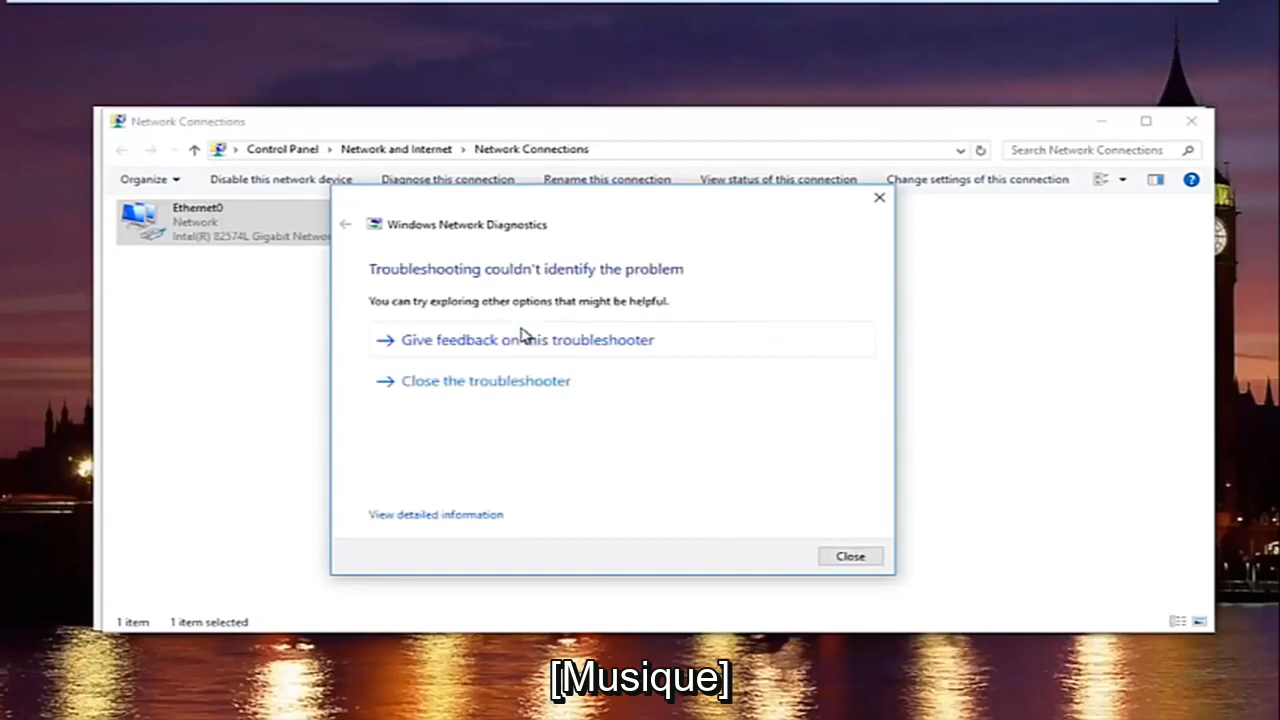 Network Connections
Control Panel > Network and Internet > Network Connections
Search Network Connections
Organize
Disable this network device
Diagnose this connection
Rename this connection
View status of this connection
Change settings of this connection
Ethernet0
Network
Intel(R) 82574L Gigabit Networ
Windows Network Diagnostics
Troubleshooting couldn't identify the problem
You can try exploring other options that might be helpful.
Give feedback on this troubleshooter
Close the troubleshooter
View detailed information
Close
1 item
1 item selected
[Musique]